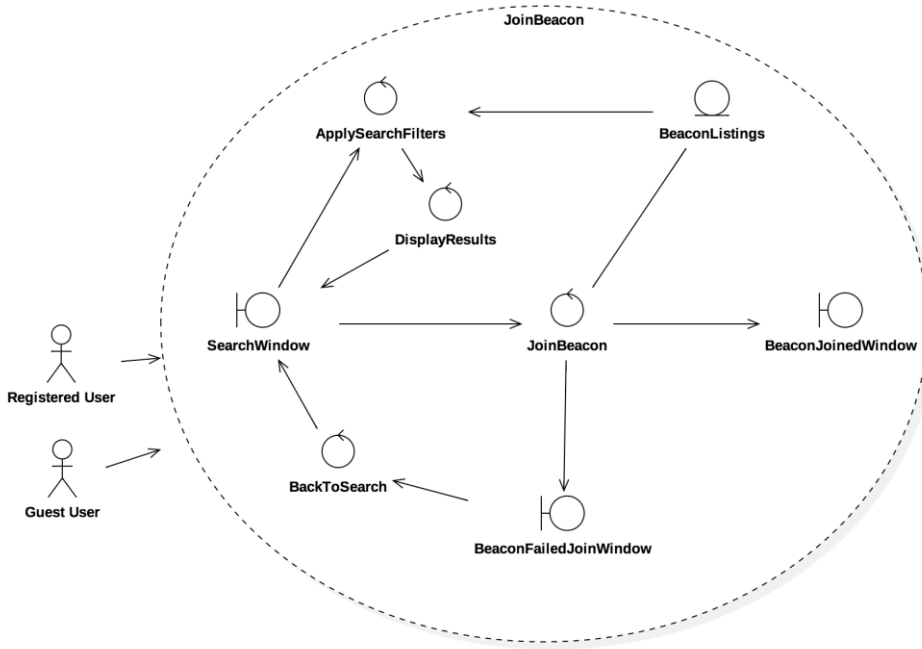 JoinBeacon
ApplySearchFilters
BeaconListings
DisplayResults
SearchWindow
JoinBeacon
BeaconJoinedWindow
Registered User
BackToSearch
Guest User
BeaconFailedJoinWindow